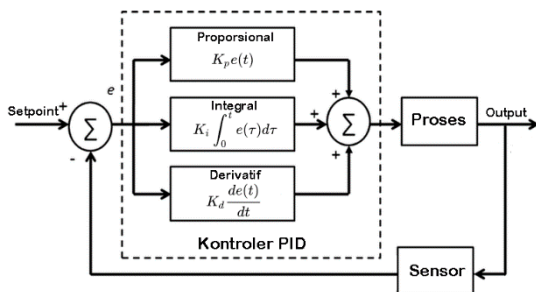 Proporsional
K_p e(t)
Setpoint
+
-
Σ
e
Integral
K_i ∫_0^t e(τ)dτ
Derivatif
K_d de(t)/dt
+
+
+
Σ
Kontroler PID
Proses
Output
Sensor